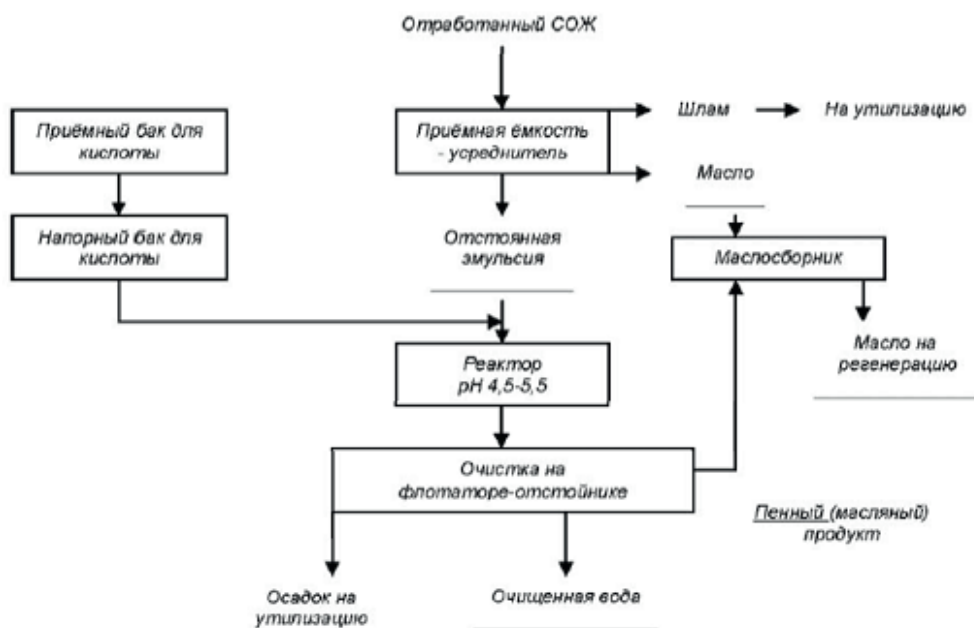 Отработанный СОЖ
Приёмный бак для
кислоты
Приёмная ёмкость
- усреднитель
Шлам
На утилизацию
Масло
Напорный бак для
кислоты
Отстоянная
эмульсия
Маслосборник
Масло на
регенерацию
Реактор
pH 4,5-5,5
Очистка на
флотаторе-отстойнике
Пенный (масляный)
продукт
Осадок на
утилизацию
Очищенная вода